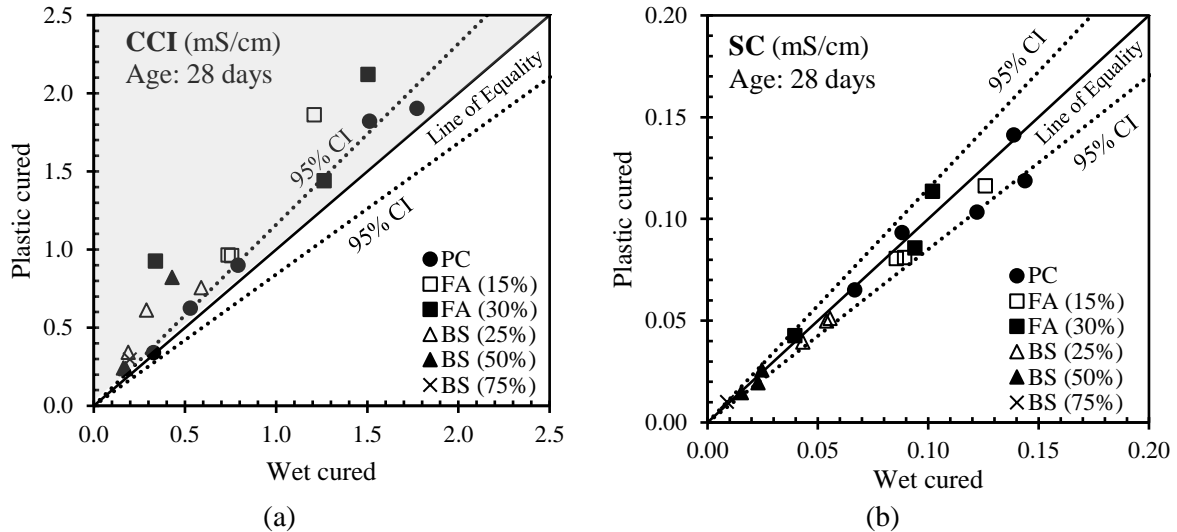 2.5
2.0
1.5
1.0
0.5
0.0
0.0
0.5
1.0
1.5
2.0
2.5
Plastic cured
Wet cured
CCI (mS/cm)
Age: 28 days
95% CI
Line of Equality
95% CI
PC
FA (15%)
FA (30%)
BS (25%)
BS (50%)
BS (75%)
(a)
0.20
0.15
0.10
0.05
0.00
0.00
0.05
0.10
0.15
0.20
Plastic cured
Wet cured
SC (mS/cm)
Age: 28 days
95% CI
Line of Equality
95% CI
PC
FA (15%)
FA (30%)
BS (25%)
BS (50%)
BS (75%)
(b)